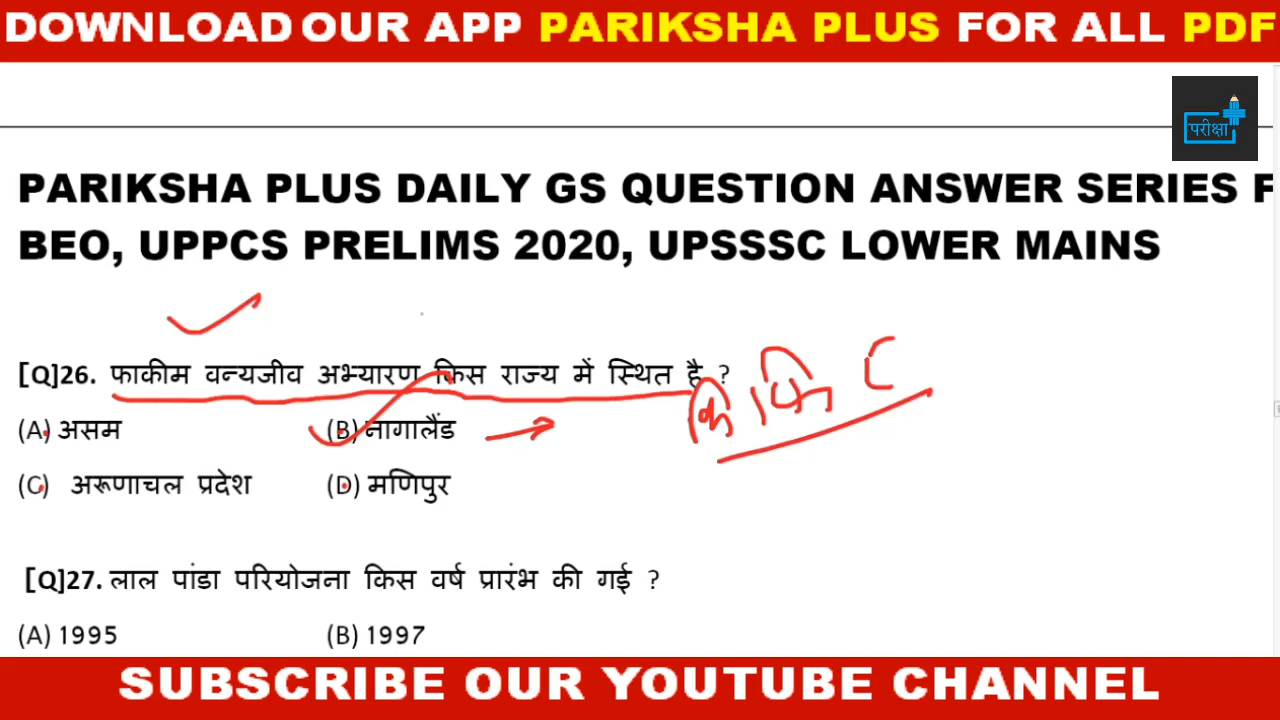 DOWNLOAD OUR APP PARIKSHA PLUS FOR ALL PDF
परीक्षा
PARIKSHA PLUS DAILY GS QUESTION ANSWER SERIES F
BEO, UPPCS PRELIMS 2020, UPSSSC LOWER MAINS
[Q]26. फाकीम वन्यजीव अभ्यारण किस राज्य में स्थित है ?
(A) असम (B) नागालैंड
(C) अरूणाचल प्रदेश (D) मणिपुर
[Q]27. लाल पांडा परियोजना किस वर्ष प्रारंभ की गई ?
(A) 1995 (B) 1997
SUBSCRIBE OUR YOUTUBE CHANNEL